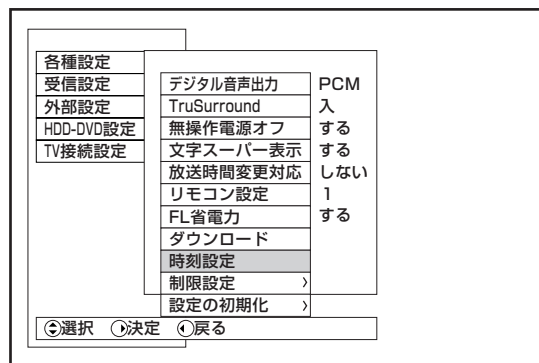 各種設定
受信設定
外部設定
HDD-DVD設定
TV接続設定
デジタル音声出力 PCM
TruSurround 入
無操作電源オフ する
文字スーパー表示 する
放送時間変更対応 しない
リモコン設定 1
FL省電力 する
ダウンロード
時刻設定
制限設定 〉
設定の初期化 〉
選択 決定 戻る